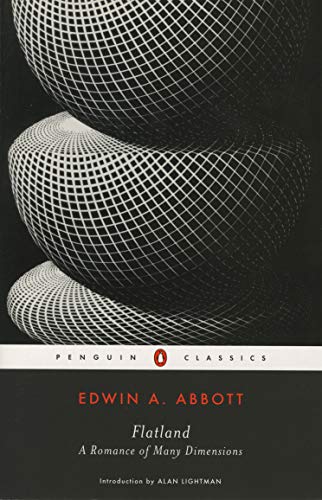 PENGUIN CLASSICS
EDWIN A. ABBOTT
Flatland
A Romance of Many Dimensions
Introduction by ALAN LIGHTMAN